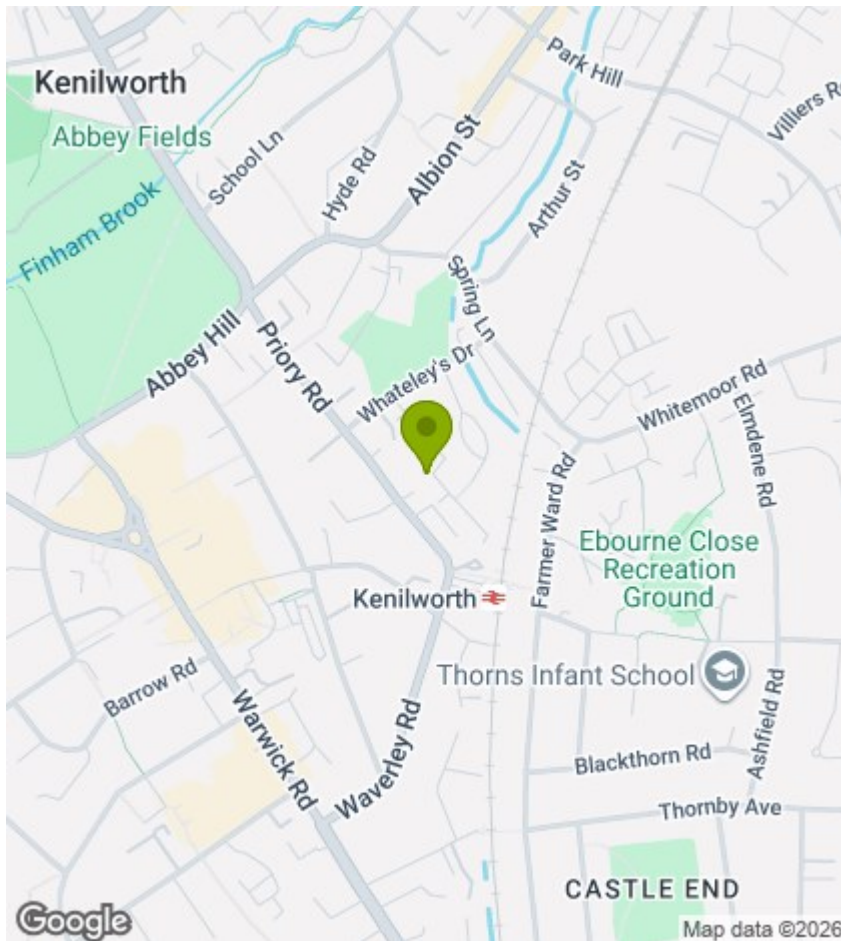 Kenilworth
Abbey Fields
Park Hill
Villiers R
School Ln
Hyde Rd
Albion St
Arthur St
Finham Brook
Spring Ln
Abbey Hill
Priory Rd
Whateley's Dr
Whitemoor Rd
Elmdene Rd
Farmer Ward Rd
Ebourne Close
Recreation
Ground
Kenilworth
Thorns Infant School
Barrow Rd
Warwick Rd
Waverley Rd
Ashfield Rd
Blackthorn Rd
Thornby Ave
CASTLE END
Google
Map data ©2026